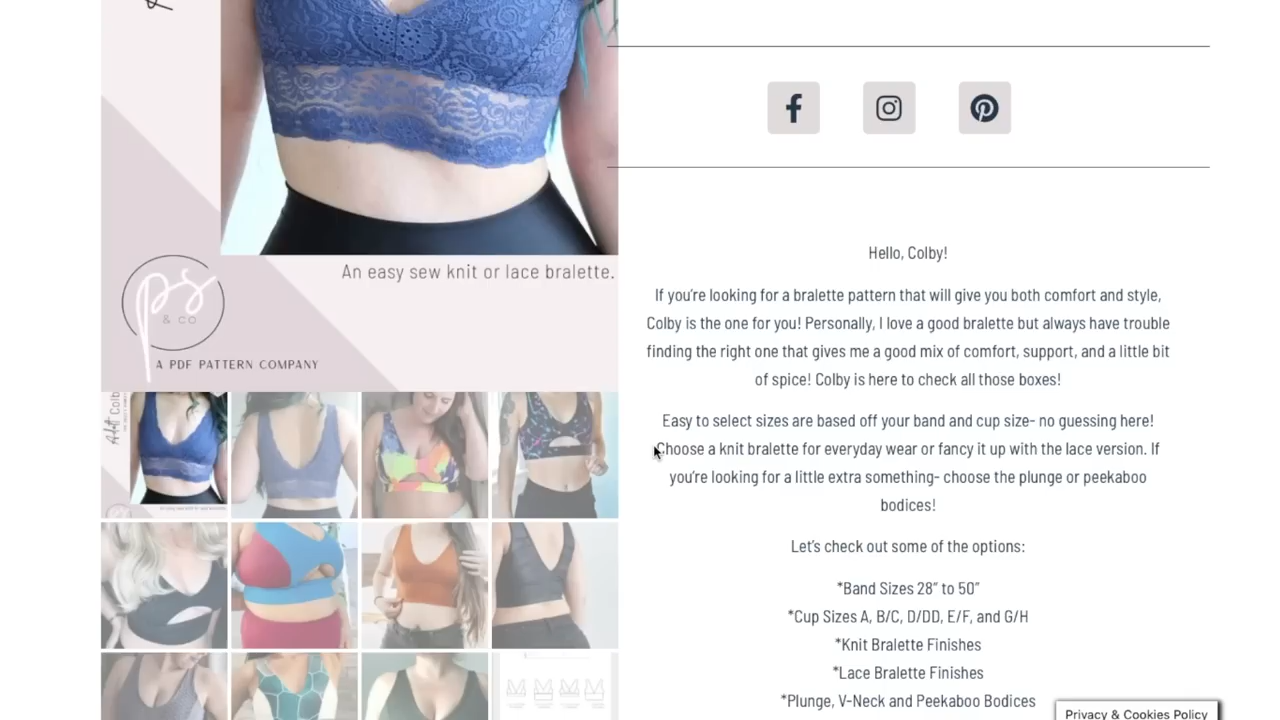 An easy sew knit or lace bralette.
ps
& co
A PDF PATTERN COMPANY
Adult Colby
Hello, Colby!
If you're looking for a bralette pattern that will give you both comfort and style,
Colby is the one for you! Personally, I love a good bralette but always have trouble
finding the right one that gives me a good mix of comfort, support, and a little bit
of spice! Colby is here to check all those boxes!
Easy to select sizes are based off your band and cup size- no guessing here!
Choose a knit bralette for everyday wear or fancy it up with the lace version. If
you're looking for a little extra something- choose the plunge or peekaboo
bodices!
Let's check out some of the options:
*Band Sizes 28" to 50"
*Cup Sizes A, B/C, D/DD, E/F, and G/H
*Knit Bralette Finishes
*Lace Bralette Finishes
*Plunge, V-Neck and Peekaboo Bodices
Privacy & Cookies Policy